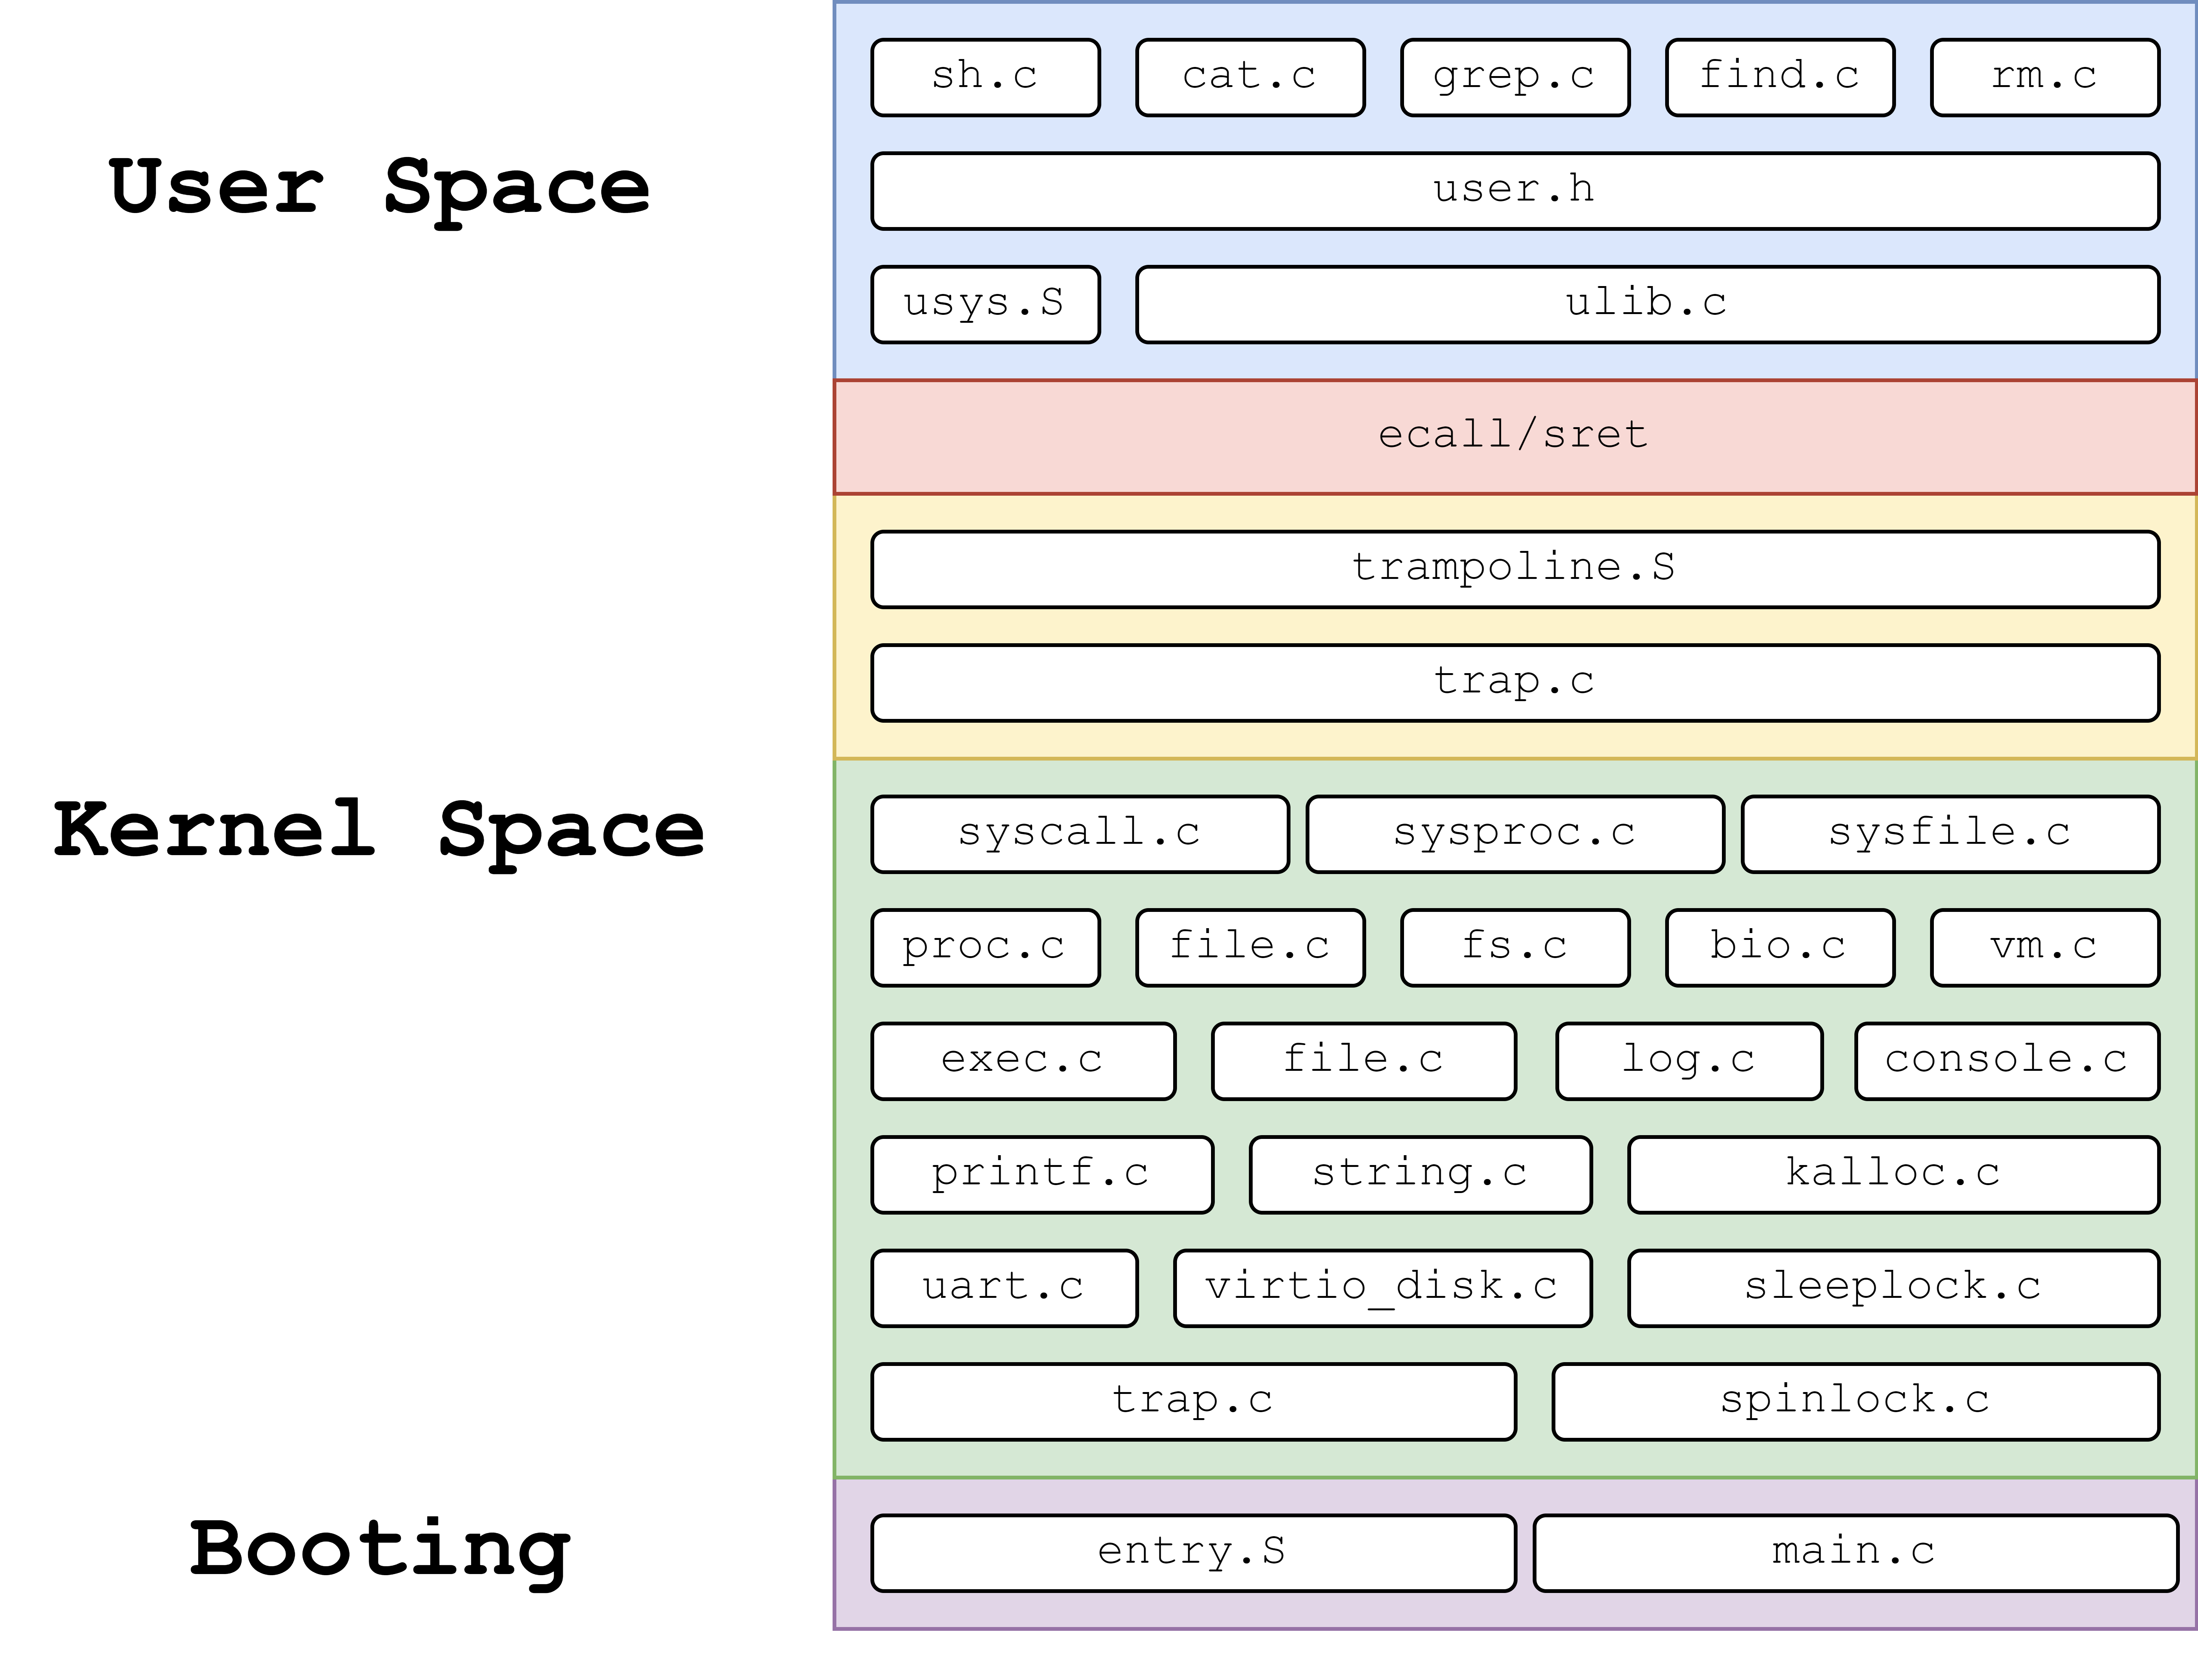 sh.c cat.c grep.c find.c rm.c
User Space
user.h
usys.S ulib.c
ecall/sret
trampoline.S
trap.c
Kernel Space
syscall.c sysproc.c sysfile.c
proc.c file.c fs.c bio.c vm.c
exec.c file.c log.c console.c
printf.c string.c kalloc.c
uart.c virtio_disk.c sleeplock.c
trap.c spinlock.c
Booting
entry.S main.c